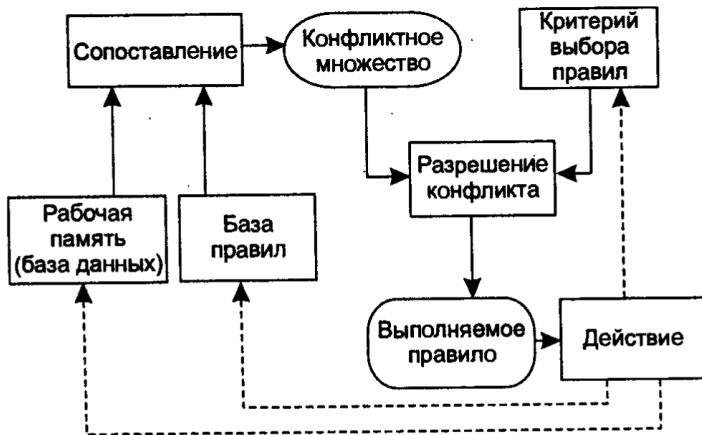 Сопоставление
Конфликтное
множество
Критерий
выбора
правил
Разрешение
конфликта
Рабочая
память
(база данных)
База
правил
Выполняемое
правило
Действие